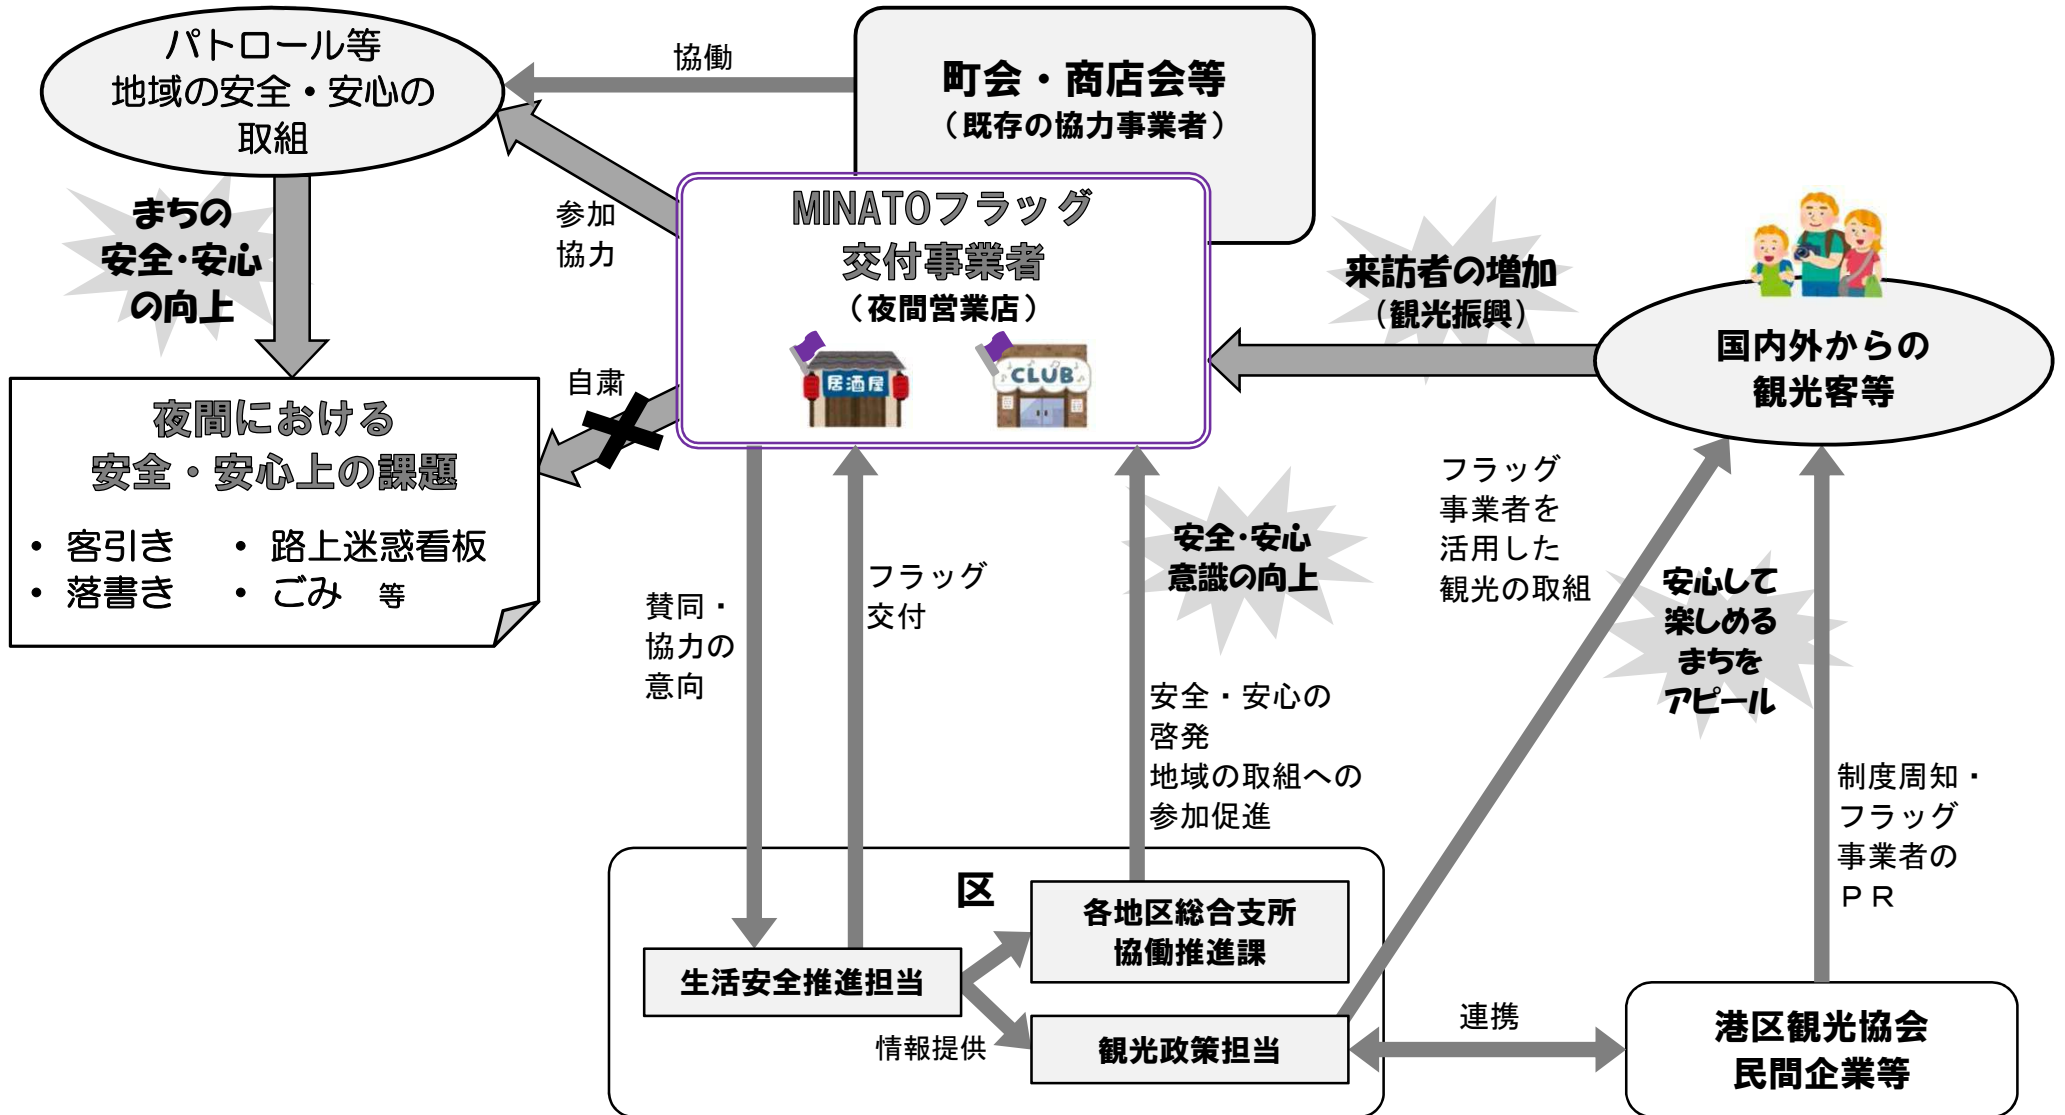 パトロール等
地域の安全・安心の
取組
協働
町会・商店会等
（既存の協力事業者）
まちの
安全・安心
の向上
参加
協力
MINATOフラッグ
交付事業者
（夜間営業店）
居酒屋
CLUB
来訪者の増加
（観光振興）
国内外からの
観光客等
自粛
夜間における
安全・安心上の課題
• 客引き • 路上迷惑看板
• 落書き • ごみ 等
賛同・
協力の
意向
フラッグ
交付
安全・安心
意識の向上
安全・安心の
啓発
地域の取組への
参加促進
フラッグ
事業者を
活用した
観光の取組
安心して
楽しめる
まちを
アピール
制度周知・
フラッグ
事業者の
ＰＲ
区
各地区総合支所
協働推進課
生活安全推進担当
情報提供
観光政策担当
連携
港区観光協会
民間企業等